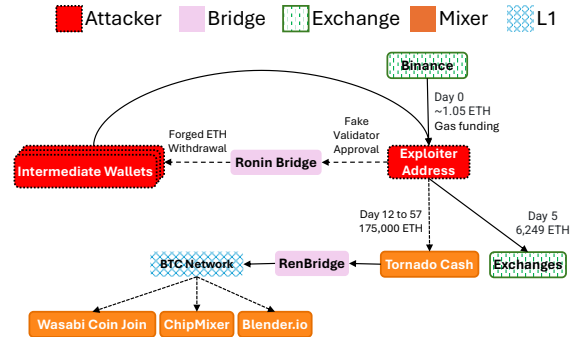 Attacker
Bridge
Exchange
Mixer
L1
Binance
Day 0
~1.05 ETH
Gas funding
Forged ETH
Withdrawal
Fake
Validator
Approval
Intermediate Wallets
Ronin Bridge
Exploiter
Address
Day 12 to 57
175,000 ETH
Day 5
6,249 ETH
BTC Network
RenBridge
Tornado Cash
Exchanges
Wasabi Coin Join
ChipMixer
Blender.io